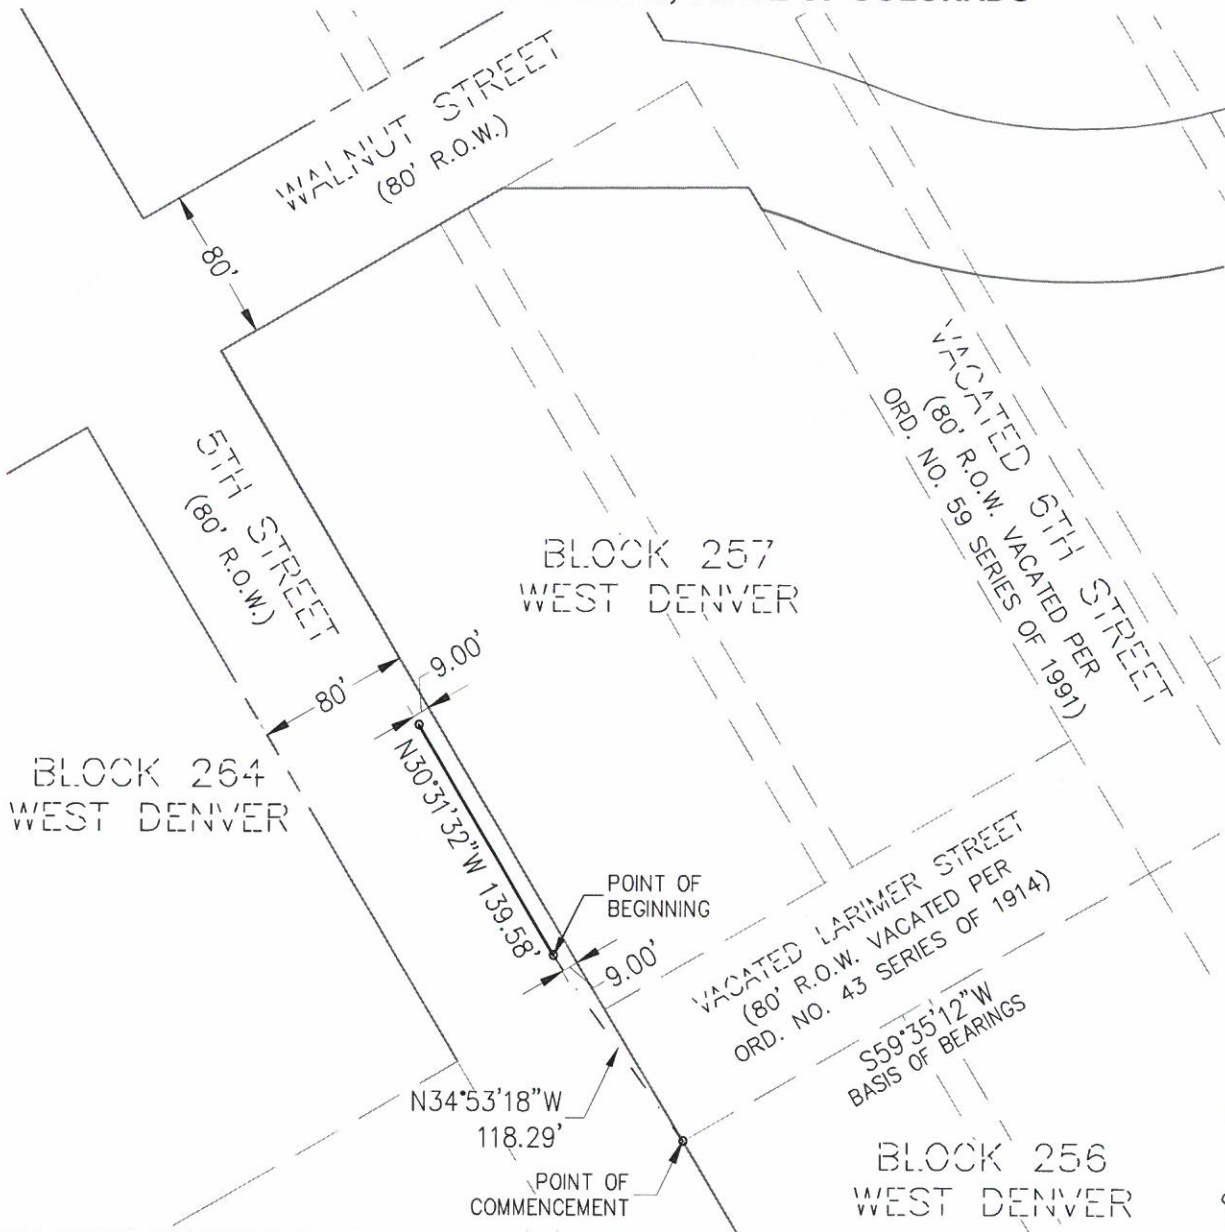 WALNUT STREET
(80' R.O.W.)
80'
5TH STREET
(80' R.O.W.)
VACATED 6TH STREET
(80' R.O.W. VACATED PER
ORD. NO. 59 SERIES OF 1991)
BLOCK 257
WEST DENVER
9.00'
80'
BLOCK 264
WEST DENVER
N30°31'32"W 139.58'
POINT OF
BEGINNING
9.00'
VACATED LARIMER STREET
(80' R.O.W. VACATED PER
ORD. NO. 43 SERIES OF 1914)
S59°35'12"W
BASIS OF BEARINGS
N34°53'18"W
118.29'
POINT OF
COMMENCEMENT
BLOCK 256
WEST DENVER